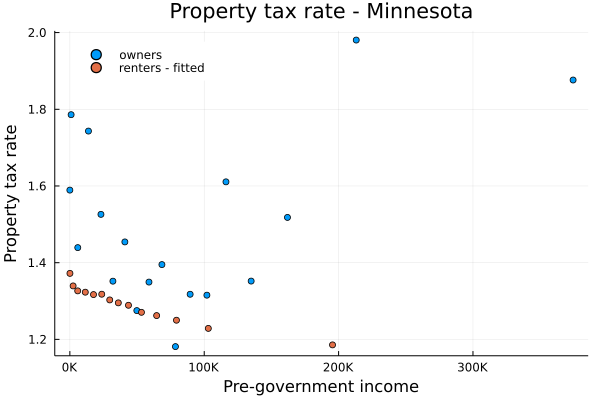 Property tax rate - Minnesota
2.0
owners
renters - fitted
1.8
1.6
1.4
1.2
Property tax rate
0K 100K 200K 300K
Pre-government income